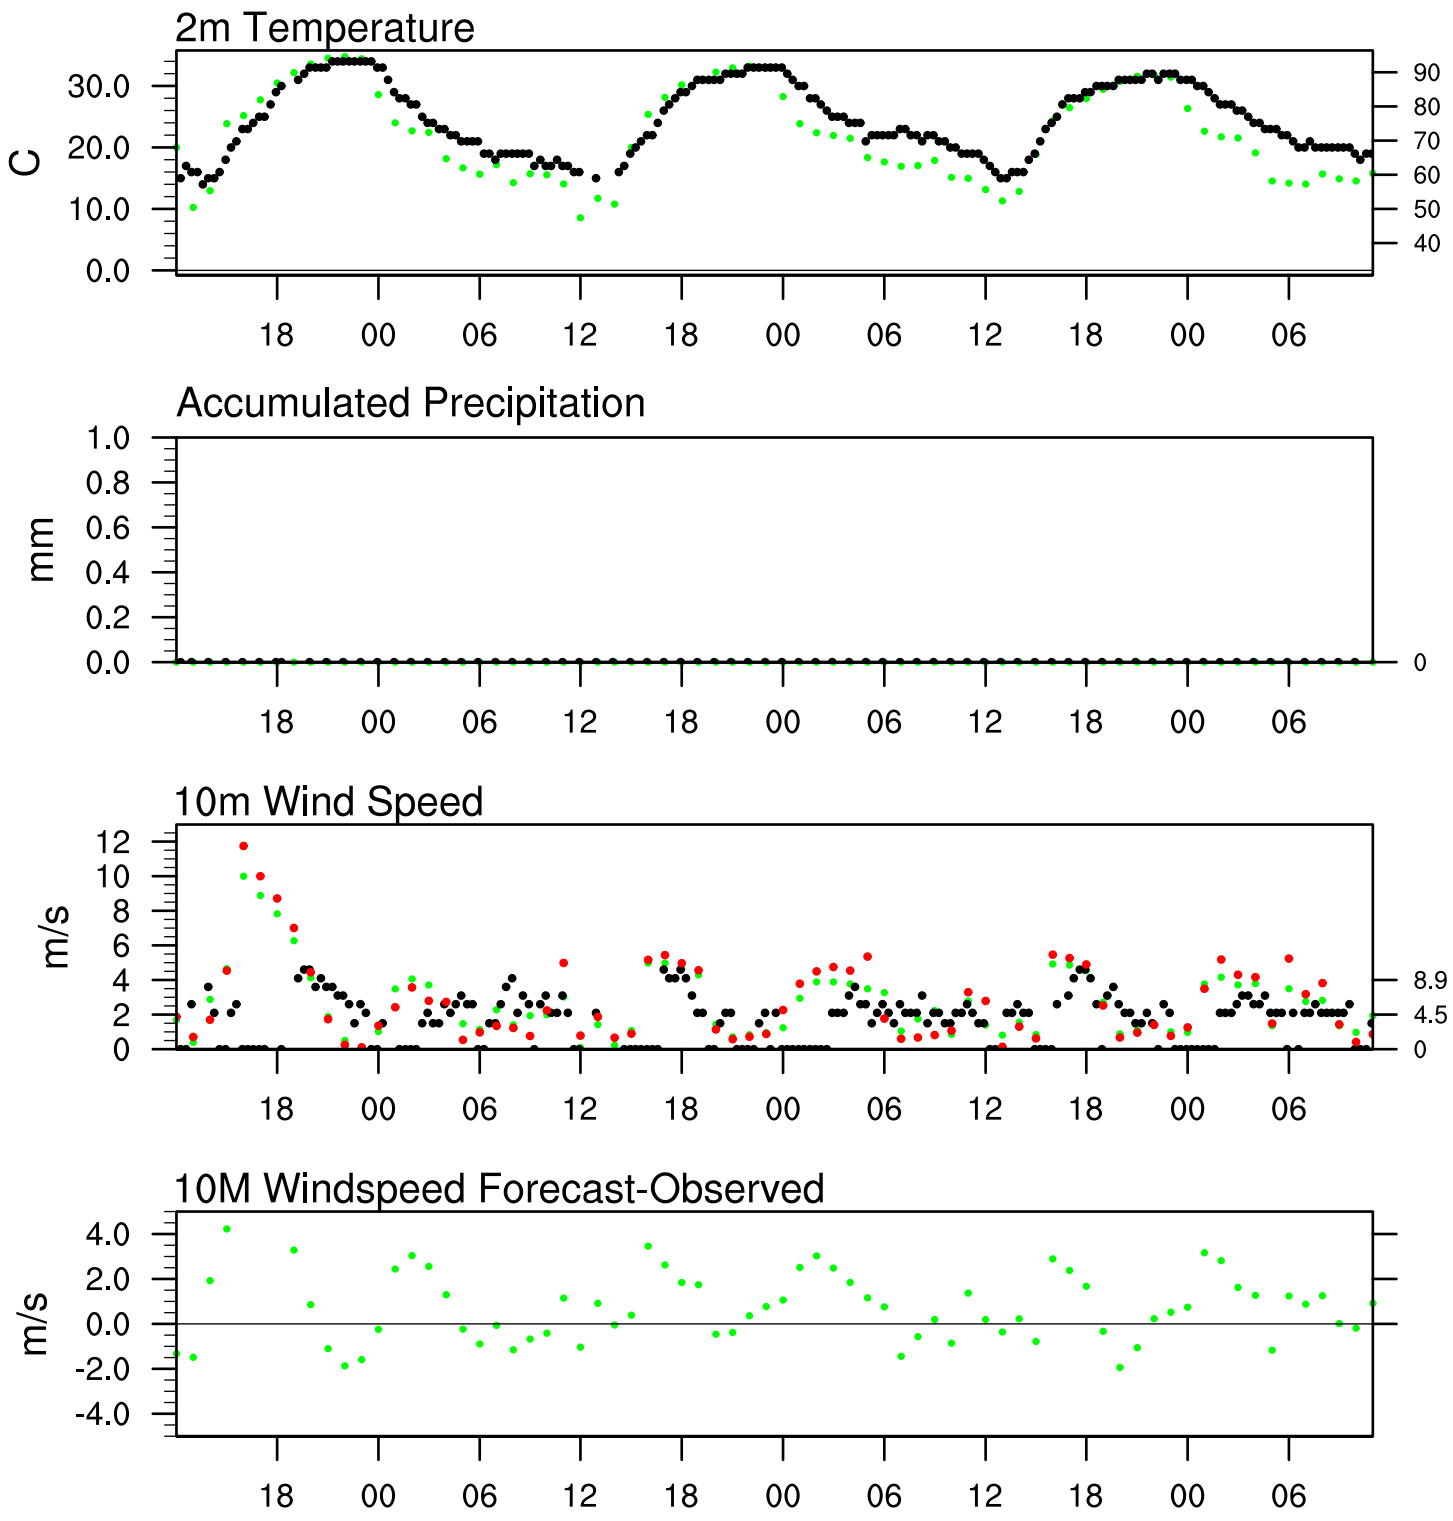 2m Temperature
30.0
20.0
10.0
0.0
C
90
80
70
60
50
40
18 00 06 12 18 00 06 12 18 00 06
Accumulated Precipitation
1.0
0.8
0.6
0.4
0.2
0.0
mm
0
18 00 06 12 18 00 06 12 18 00 06
10m Wind Speed
12
10
8
6
4
2
0
m/s
8.9
4.5
0
18 00 06 12 18 00 06 12 18 00 06
10M Windspeed Forecast-Observed
4.0
2.0
0.0
-2.0
-4.0
m/s
18 00 06 12 18 00 06 12 18 00 06